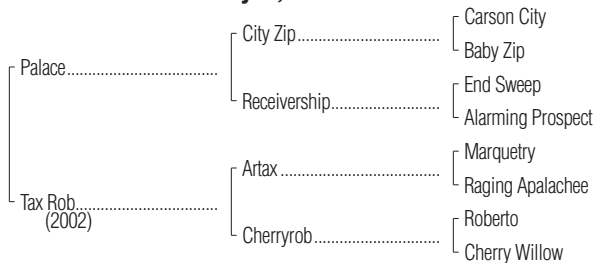 Carson City
City Zip
Baby Zip
Palace
End Sweep
Receivership
Alarming Prospect
Marquetry
Artax
Raging Apalachee
Tax Rob
(2002)
Roberto
Cherryrob
Cherry Willow